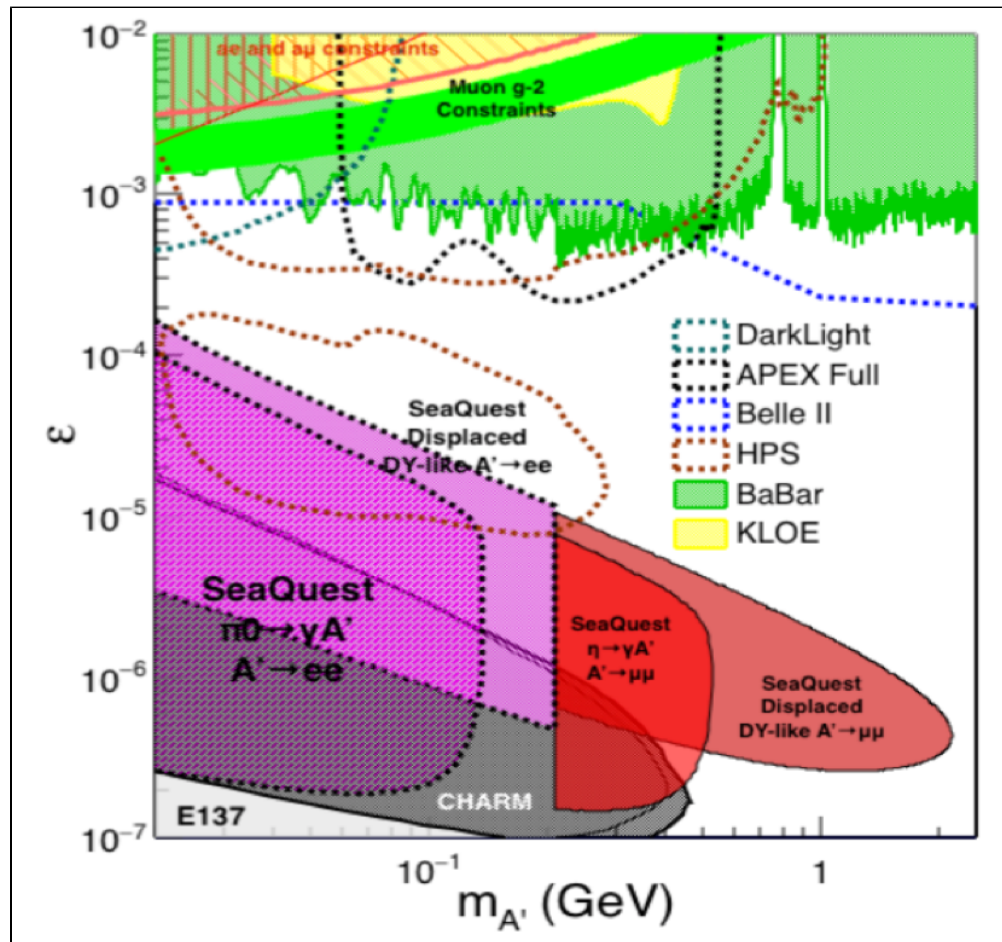 10⁻²
ae and aμ constraints
Muon g-2
Constraints
10⁻³
DarkLight
10⁻⁴
APEX Full
SeaQuest
Displaced
DY-like A'→ee
Belle II
HPS
ε
BaBar
10⁻⁵
KLOE
SeaQuest
π0→γA'
A'→ee
SeaQuest
η→γA'
A'→μμ
10⁻⁶
SeaQuest
Displaced
DY-like A'→μμ
CHARM
E137
10⁻⁷
10⁻¹
1
m_A' (GeV)